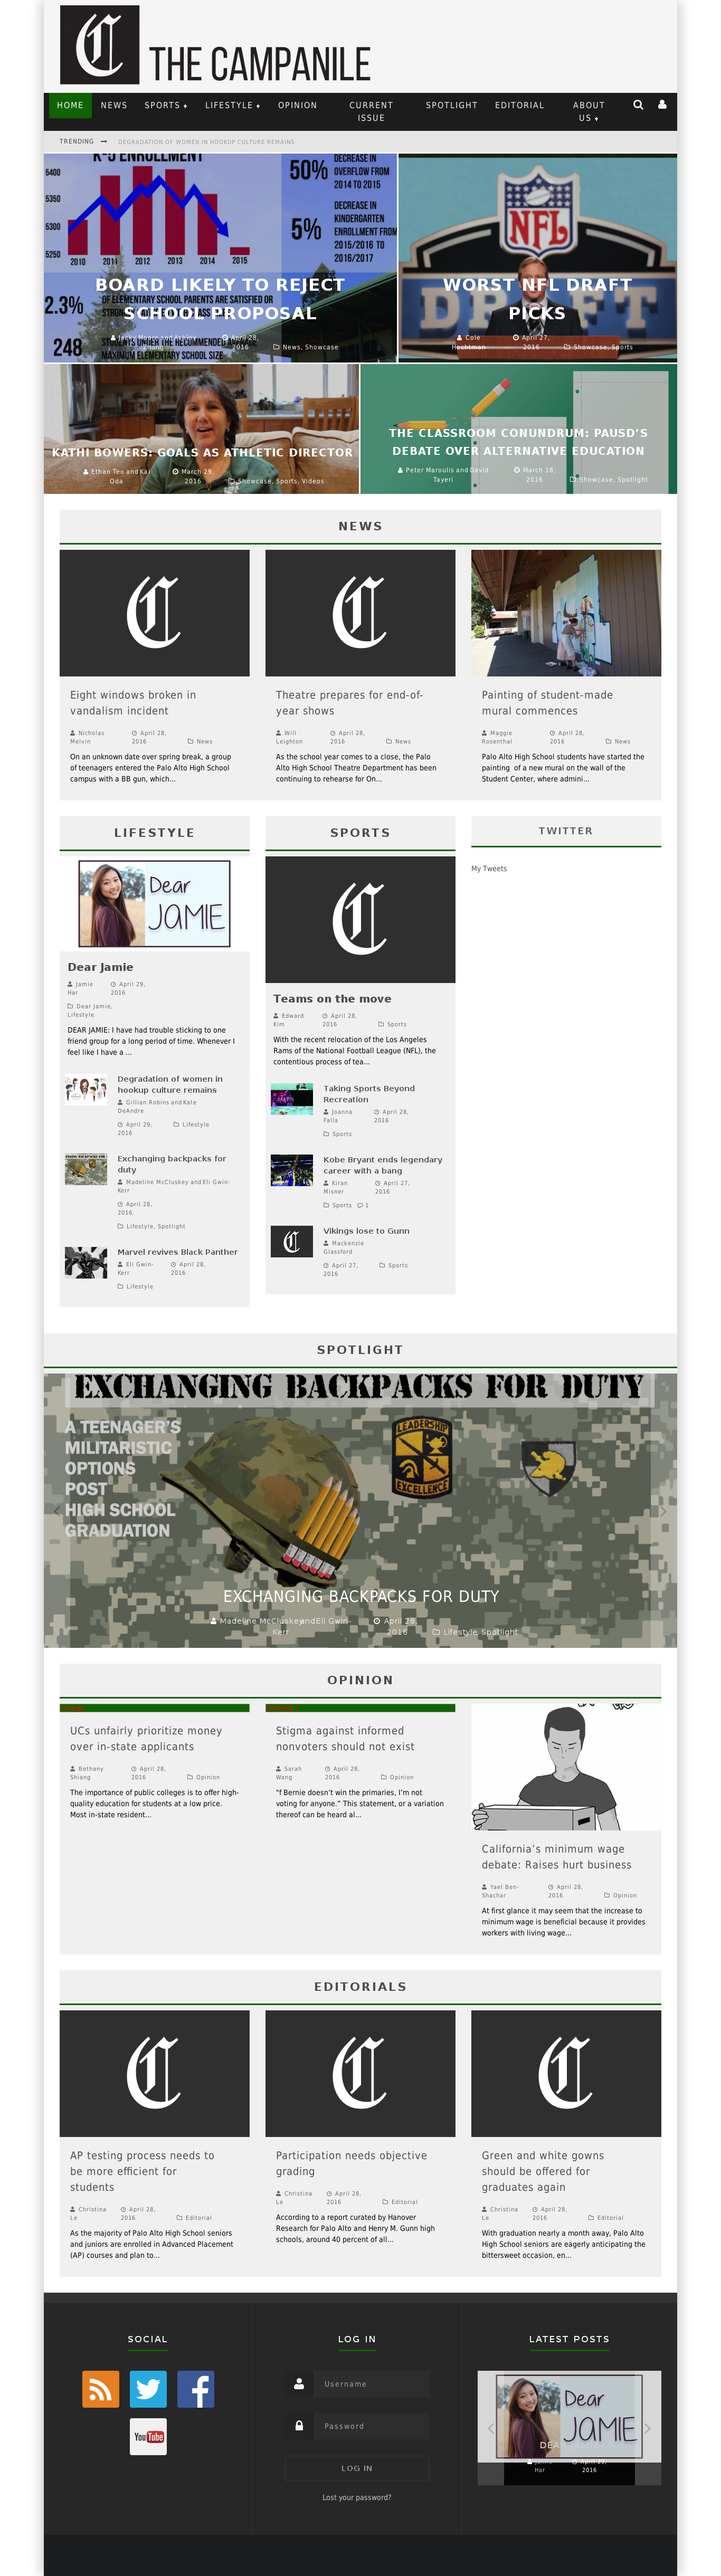 THE CAMPANILE
HOME NEWS SPORTS LIFESTYLE OPINION CURRENT ISSUE SPOTLIGHT EDITORIAL ABOUT US
TRENDING DEGRADATION OF WOMEN IN HOOKUP CULTURE REMAINS
K-5 ENROLLMENT
5400
5350
5300
5250
2010 2011 2012 2013 2014 2015
50% DECREASE IN
OVERFLOW FROM
2014 TO 2015
5% DECREASE IN
KINDERGARTEN
ENROLLMENT FROM
2015/2016 TO
2016/2017
2.3% OF ELEMENTARY SCHOOL PARENTS ARE SATISFIED OR
248
MAXIMUM ELEMENTARY SCHOOL SIZE
BOARD LIKELY TO REJECT
SCHOOL PROPOSAL
April 28,
2016
News, Showcase
NFL
WORST NFL DRAFT
PICKS
Cole
Hechtman
April 27,
2016
Showcase, Sports
KATHI BOWERS: GOALS AS ATHLETIC DIRECTOR
Ethan Teo and Kai
Oda
March 29,
2016
Showcase, Sports, Videos
THE CLASSROOM CONUNDRUM: PAUSD’S
DEBATE OVER ALTERNATIVE EDUCATION
Peter Maroulis and David
Tayeri
March 18,
2016
Showcase, Spotlight
NEWS
Eight windows broken in
vandalism incident
Nicholas
Melvin
April 28,
2016
News
On an unknown date over spring break, a group
of teenagers entered the Palo Alto High School
campus with a BB gun, which...
Theatre prepares for end-of-
year shows
Will
Leighton
April 28,
2016
News
As the school year comes to a close, the Palo
Alto High School Theatre Department has been
continuing to rehearse for On...
Painting of student-made
mural commences
Maggie
Rosenthal
April 28,
2016
News
Palo Alto High School students have started the
painting of a new mural on the wall of the
Student Center, where admini...
LIFESTYLE
Dear
JAMIE
Dear Jamie
Jamie
Har
April 29,
2016
Dear Jamie,
Lifestyle
DEAR JAMIE: I have had trouble sticking to one
friend group for a long period of time. Whenever I
feel like I have a ...
Degradation of women in
hookup culture remains
Gillian Robins and Kate
DeAndre
April 29,
2016
Lifestyle
Exchanging backpacks for
duty
Madeline McCluskey and Eli Gwin-
Kerr
April 28,
2016
Lifestyle, Spotlight
Marvel revives Black Panther
Eli Gwin-
Kerr
April 28,
2016
Lifestyle
SPORTS
Teams on the move
Edward
Kim
April 28,
2016
Sports
With the recent relocation of the Los Angeles
Rams of the National Football League (NFL), the
contentious process of tea...
Taking Sports Beyond
Recreation
Joanna
Falla
April 28,
2016
Sports
Kobe Bryant ends legendary
career with a bang
Kiran
Misner
April 27,
2016
Sports 1
Vikings lose to Gunn
Mackenzie
Glassford
April 27,
2016
Sports
TWITTER
My Tweets
SPOTLIGHT
EXCHANGING BACKPACKS FOR DUTY
A TEENAGER'S
MILITARISTIC
OPTIONS
POST
HIGH SCHOOL
GRADUATION
LEADERSHIP
EXCELLENCE
EXCHANGING BACKPACKS FOR DUTY
Madeline McCluskey and Eli Gwin-
Kerr
April 28,
2016
Lifestyle, Spotlight
OPINION
UCs unfairly prioritize money
over in-state applicants
Bethany
Shiang
April 28,
2016
Opinion
The importance of public colleges is to offer high-
quality education for students at a low price.
Most in-state resident...
Stigma against informed
nonvoters should not exist
Sarah
Wang
April 28,
2016
Opinion
"f Bernie doesn’t win the primaries, I’m not
voting for anyone.” This statement, or a variation
thereof can be heard al...
California’s minimum wage
debate: Raises hurt business
Yael Ben-
Shachar
April 28,
2016
Opinion
At first glance it may seem that the increase to
minimum wage is beneficial because it provides
workers with living wage...
EDITORIALS
AP testing process needs to
be more efficient for
students
Christina
Le
April 28,
2016
Editorial
As the majority of Palo Alto High School seniors
and juniors are enrolled in Advanced Placement
(AP) courses and plan to...
Participation needs objective
grading
Christina
Le
April 28,
2016
Editorial
According to a report curated by Hanover
Research for Palo Alto and Henry M. Gunn high
schools, around 40 percent of all...
Green and white gowns
should be offered for
graduates again
Christina
Le
April 28,
2016
Editorial
With graduation nearly a month away, Palo Alto
High School seniors are eagerly anticipating the
bittersweet occasion, en...
SOCIAL
You Tube
LOG IN
Username
Password
LOG IN
Lost your password?
LATEST POSTS
Dear
JAMIE
Har
2016